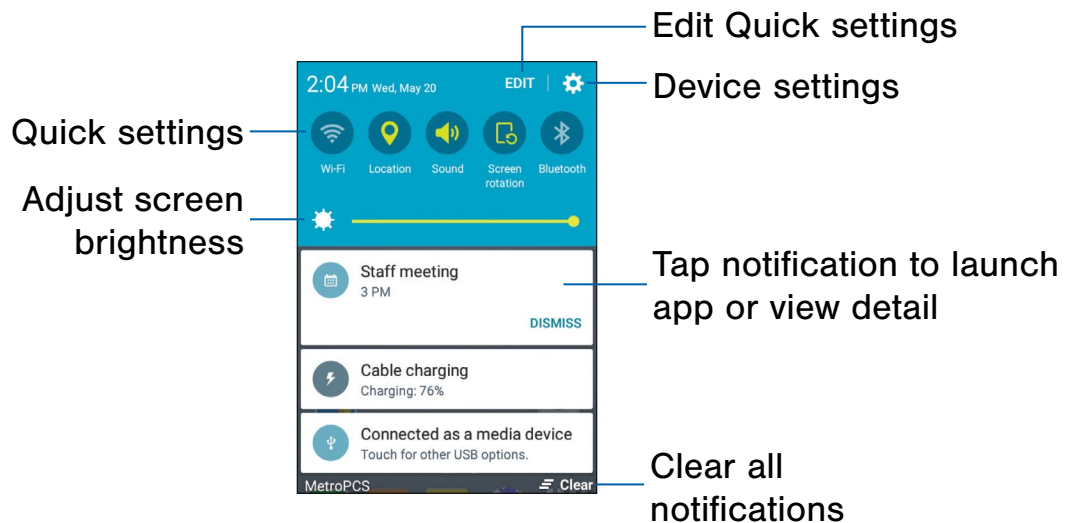 Edit Quick settings
Device settings
Quick settings
Adjust screen
brightness
2:04 PM Wed, May 20
EDIT
Wi-Fi
Location
Sound
Screen
rotation
Bluetooth
Staff meeting
3 PM
DISMISS
Tap notification to launch
app or view detail
Cable charging
Charging: 76%
Connected as a media device
Touch for other USB options.
MetroPCS
Clear
Clear all
notifications